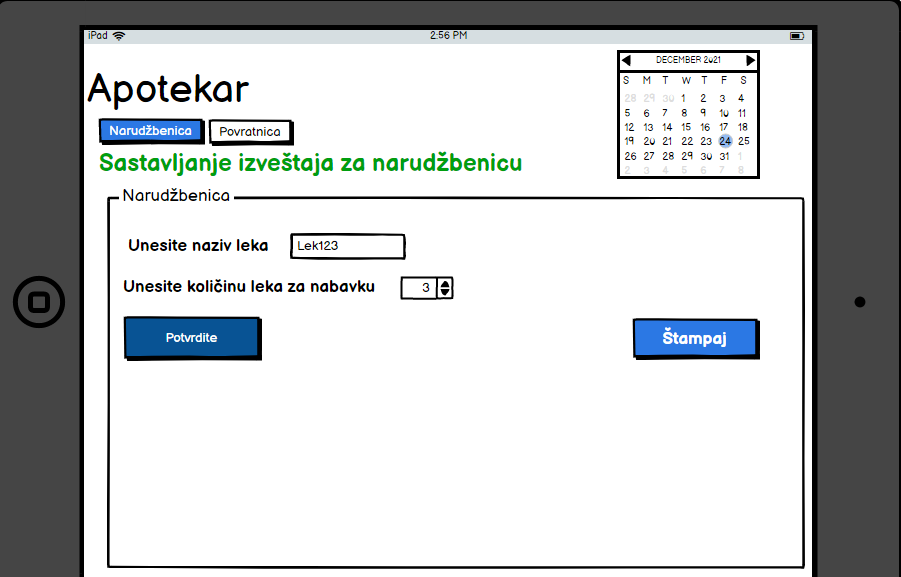 iPad 2:56 PM
DECEMBER 2021
S M T W T F S
28 29 30 1 2 3 4
5 6 7 8 9 10 11
12 13 14 15 16 17 18
19 20 21 22 23 24 25
26 27 28 29 30 31 1
2 3 4 5 6 7 8
Apotekar
Narudžbenica Povratnica
Sastavljanje izveštaja za narudžbenicu
Narudžbenica
Unesite naziv leka Lek123
Unesite količinu leka za nabavku 3
Potvrdite Štampaj